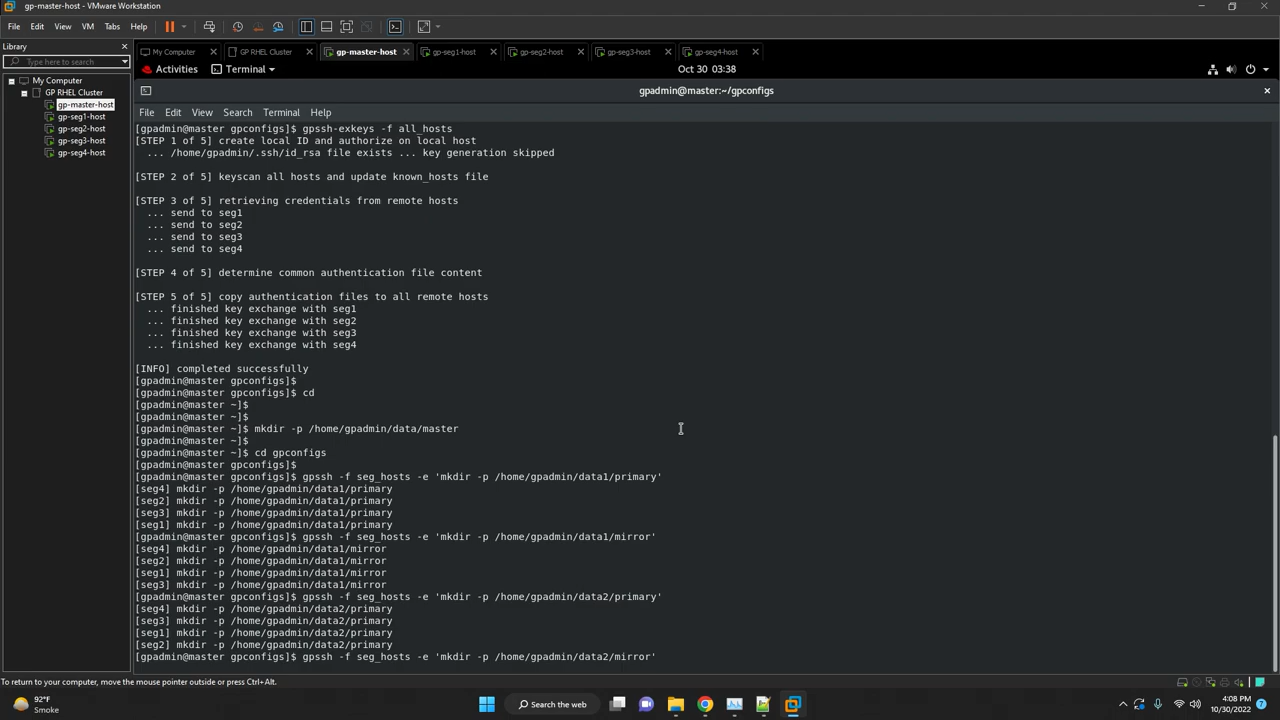 gp-master-host - VMware Workstation
File Edit View VM Tabs Help
Library
Type here to search
My Computer
GP RHEL Cluster
gp-master-host
gp-seg1-host
gp-seg2-host
gp-seg3-host
gp-seg4-host
My Computer GP RHEL Cluster gp-master-host gp-seg1-host gp-seg2-host gp-seg3-host gp-seg4-host
Activities Terminal Oct 30 03:38
gpadmin@master:~/gpconfigs
File Edit View Search Terminal Help
[gpadmin@master gpconfigs]$ gpssh-exkeys -f all_hosts
[STEP 1 of 5] create local ID and authorize on local host
... /home/gpadmin/.ssh/id_rsa file exists ... key generation skipped
[STEP 2 of 5] keyscan all hosts and update known_hosts file
[STEP 3 of 5] retrieving credentials from remote hosts
... send to seg1
... send to seg2
... send to seg3
... send to seg4
[STEP 4 of 5] determine common authentication file content
[STEP 5 of 5] copy authentication files to all remote hosts
... finished key exchange with seg1
... finished key exchange with seg2
... finished key exchange with seg3
... finished key exchange with seg4
[INFO] completed successfully
[gpadmin@master gpconfigs]$
[gpadmin@master gpconfigs]$ cd
[gpadmin@master ~]$
[gpadmin@master ~]$
[gpadmin@master ~]$ mkdir -p /home/gpadmin/data/master
[gpadmin@master ~]$
[gpadmin@master ~]$ cd gpconfigs
[gpadmin@master gpconfigs]$
[gpadmin@master gpconfigs]$ gpssh -f seg_hosts -e 'mkdir -p /home/gpadmin/data1/primary'
[seg4] mkdir -p /home/gpadmin/data1/primary
[seg2] mkdir -p /home/gpadmin/data1/primary
[seg3] mkdir -p /home/gpadmin/data1/primary
[seg1] mkdir -p /home/gpadmin/data1/primary
[gpadmin@master gpconfigs]$ gpssh -f seg_hosts -e 'mkdir -p /home/gpadmin/data1/mirror'
[seg4] mkdir -p /home/gpadmin/data1/mirror
[seg2] mkdir -p /home/gpadmin/data1/mirror
[seg1] mkdir -p /home/gpadmin/data1/mirror
[seg3] mkdir -p /home/gpadmin/data1/mirror
[gpadmin@master gpconfigs]$ gpssh -f seg_hosts -e 'mkdir -p /home/gpadmin/data2/primary'
[seg4] mkdir -p /home/gpadmin/data2/primary
[seg3] mkdir -p /home/gpadmin/data2/primary
[seg1] mkdir -p /home/gpadmin/data2/primary
[seg2] mkdir -p /home/gpadmin/data2/primary
[gpadmin@master gpconfigs]$ gpssh -f seg_hosts -e 'mkdir -p /home/gpadmin/data2/mirror'
To return to your computer, move the mouse pointer outside or press Ctrl+Alt.
92°F
Smoke
Search the web
4:08 PM
10/30/2022